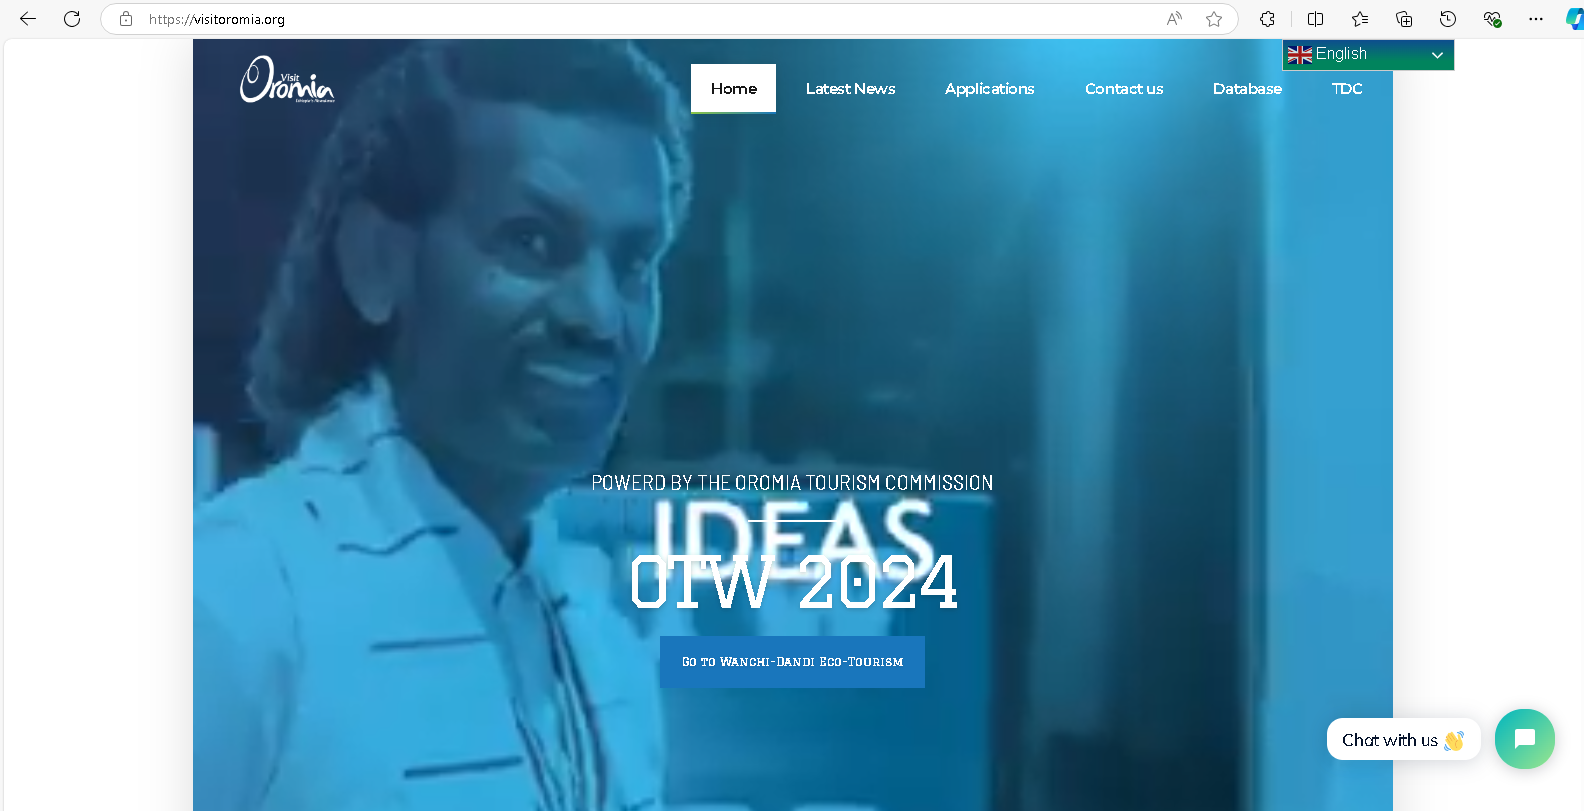 https://visitoromia.org
English
Visit
Oromia
Home
Latest News
Applications
Contact us
Database
TDC
POWERD BY THE OROMIA TOURISM COMMISSION
IDEAS
OTW 2024
Go to Wanchi-Dandi Eco-Tourism
Chat with us 👋